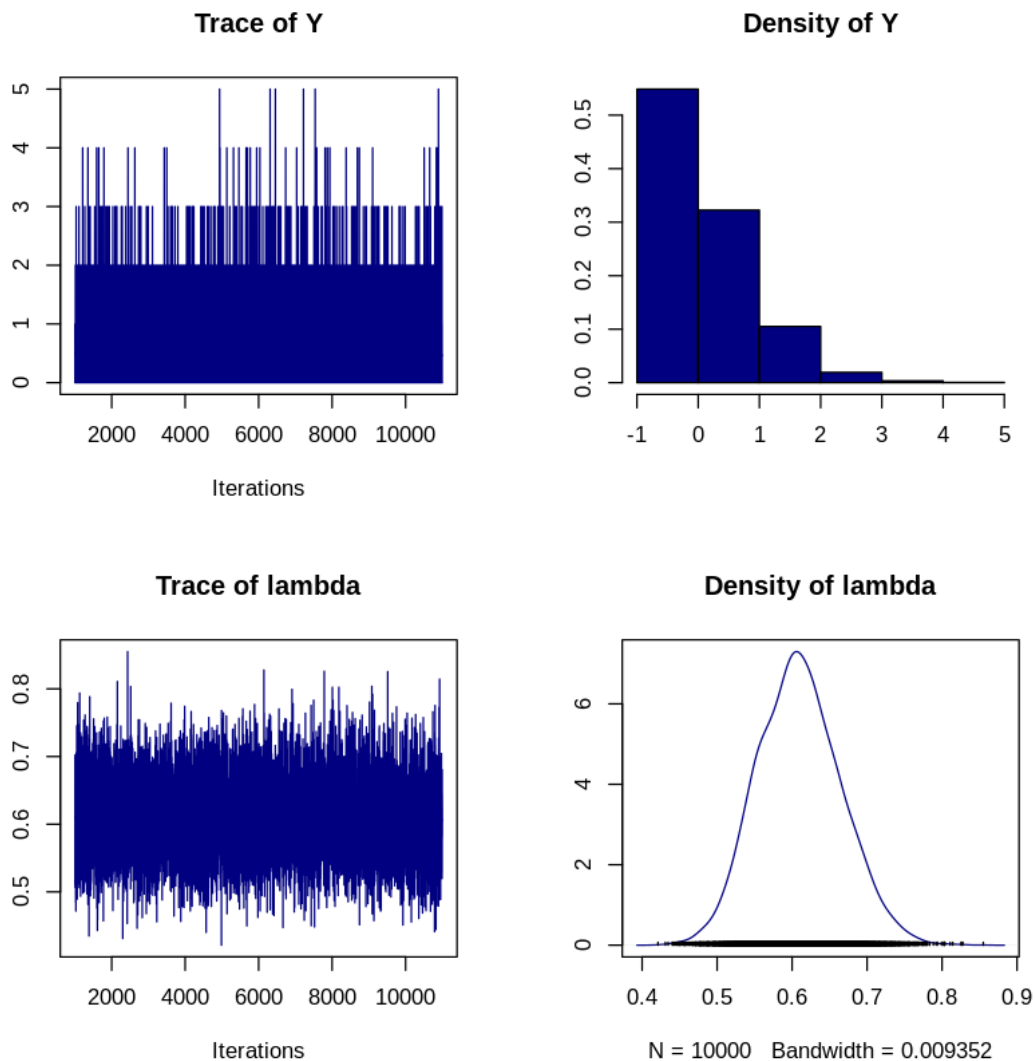 Trace of Y
5
4
3
2
1
0
2000 4000 6000 8000 10000
Iterations
Density of Y
0.5
0.4
0.3
0.2
0.1
0.0
-1 0 1 2 3 4 5
Trace of lambda
0.8
0.7
0.6
0.5
2000 4000 6000 8000 10000
Iterations
Density of lambda
6
4
2
0
0.4 0.5 0.6 0.7 0.8 0.9
N = 10000 Bandwidth = 0.009352